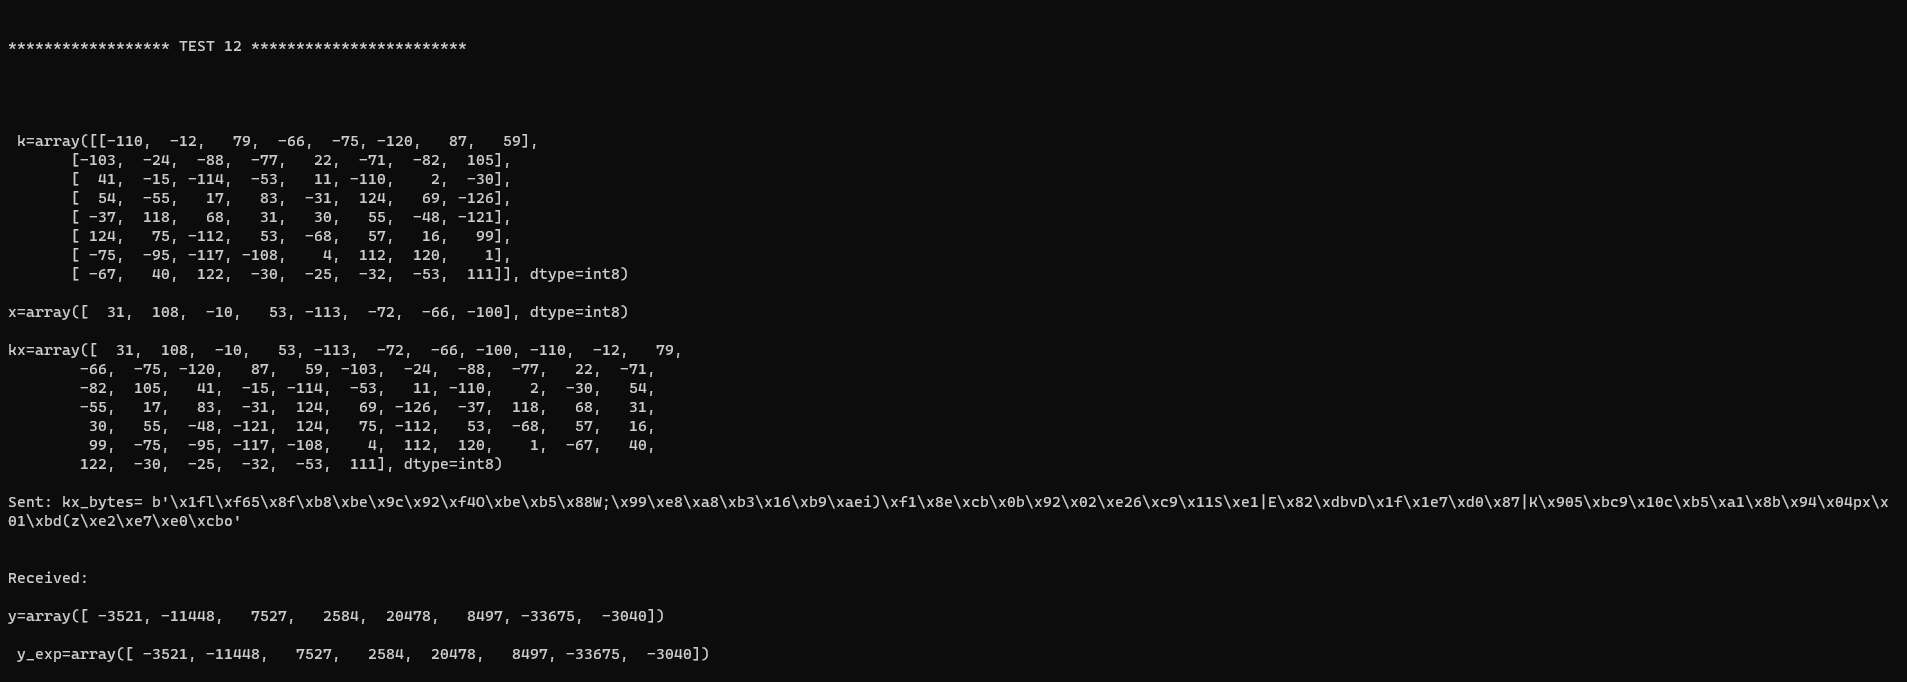 ****************** TEST 12 ************************
k=array([[-110,  -12,   79,  -66,  -75, -120,   87,   59],
       [-103,  -24,  -88,  -77,   22,  -71,  -82,  105],
       [  41,  -15, -114,  -53,   11, -110,    2,  -30],
       [  54,  -55,   17,   83,  -31,  124,   69, -126],
       [ -37,  118,   68,   31,   30,   55,  -48, -121],
       [ 124,   75, -112,   53,  -68,   57,   16,   99],
       [ -75,  -95, -117, -108,    4,  112,  120,    1],
       [ -67,   40,  122,  -30,  -25,  -32,  -53,  111]], dtype=int8)
x=array([  31,  108,  -10,   53, -113,  -72,  -66, -100], dtype=int8)
kx=array([  31,  108,  -10,   53, -113,  -72,  -66, -100, -110,  -12,   79,
        -66,  -75, -120,   87,   59, -103,  -24,  -88,  -77,   22,  -71,
        -82,  105,   41,  -15, -114,  -53,   11, -110,    2,  -30,   54,
        -55,   17,   83,  -31,  124,   69, -126,  -37,  118,   68,   31,
         30,   55,  -48, -121,  124,   75, -112,   53,  -68,   57,   16,
         99,  -75,  -95, -117, -108,    4,  112,  120,    1,  -67,   40,
        122,  -30,  -25,  -32,  -53,  111], dtype=int8)
Sent: kx_bytes= b'\x1fl\xf65\x8f\xb8\xbe\x9c\x92\xf4O\xbe\xb5\x88W;\x99\xe8\xa8\xb3\x16\xb9\xaei)\xf1\x8e\xcb\x0b\x92\x02\xe26\xc9\x11S\xe1|E\x82\xdbvD\x1f\x1e7\xd0\x87|K\x905\xbc9\x10c\xb5\xa1\x8b\x94\x04px\x
01\xbd(z\xe2\xe7\xe0\xcbo'
Received:
y=array([ -3521, -11448,   7527,   2584,  20478,   8497, -33675,  -3040])
y_exp=array([ -3521, -11448,   7527,   2584,  20478,   8497, -33675,  -3040])